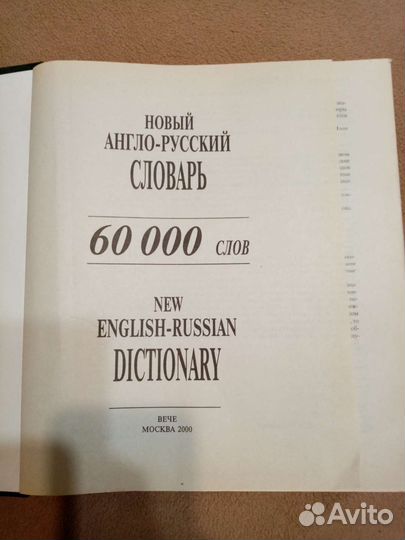 НОВЫЙ
АНГЛО-РУССКИЙ
СЛОВАРЬ
60 000 СЛОВ
NEW
ENGLISH-RUSSIAN
DICTIONARY
ВЕЧЕ
МОСКВА 2000
Avito